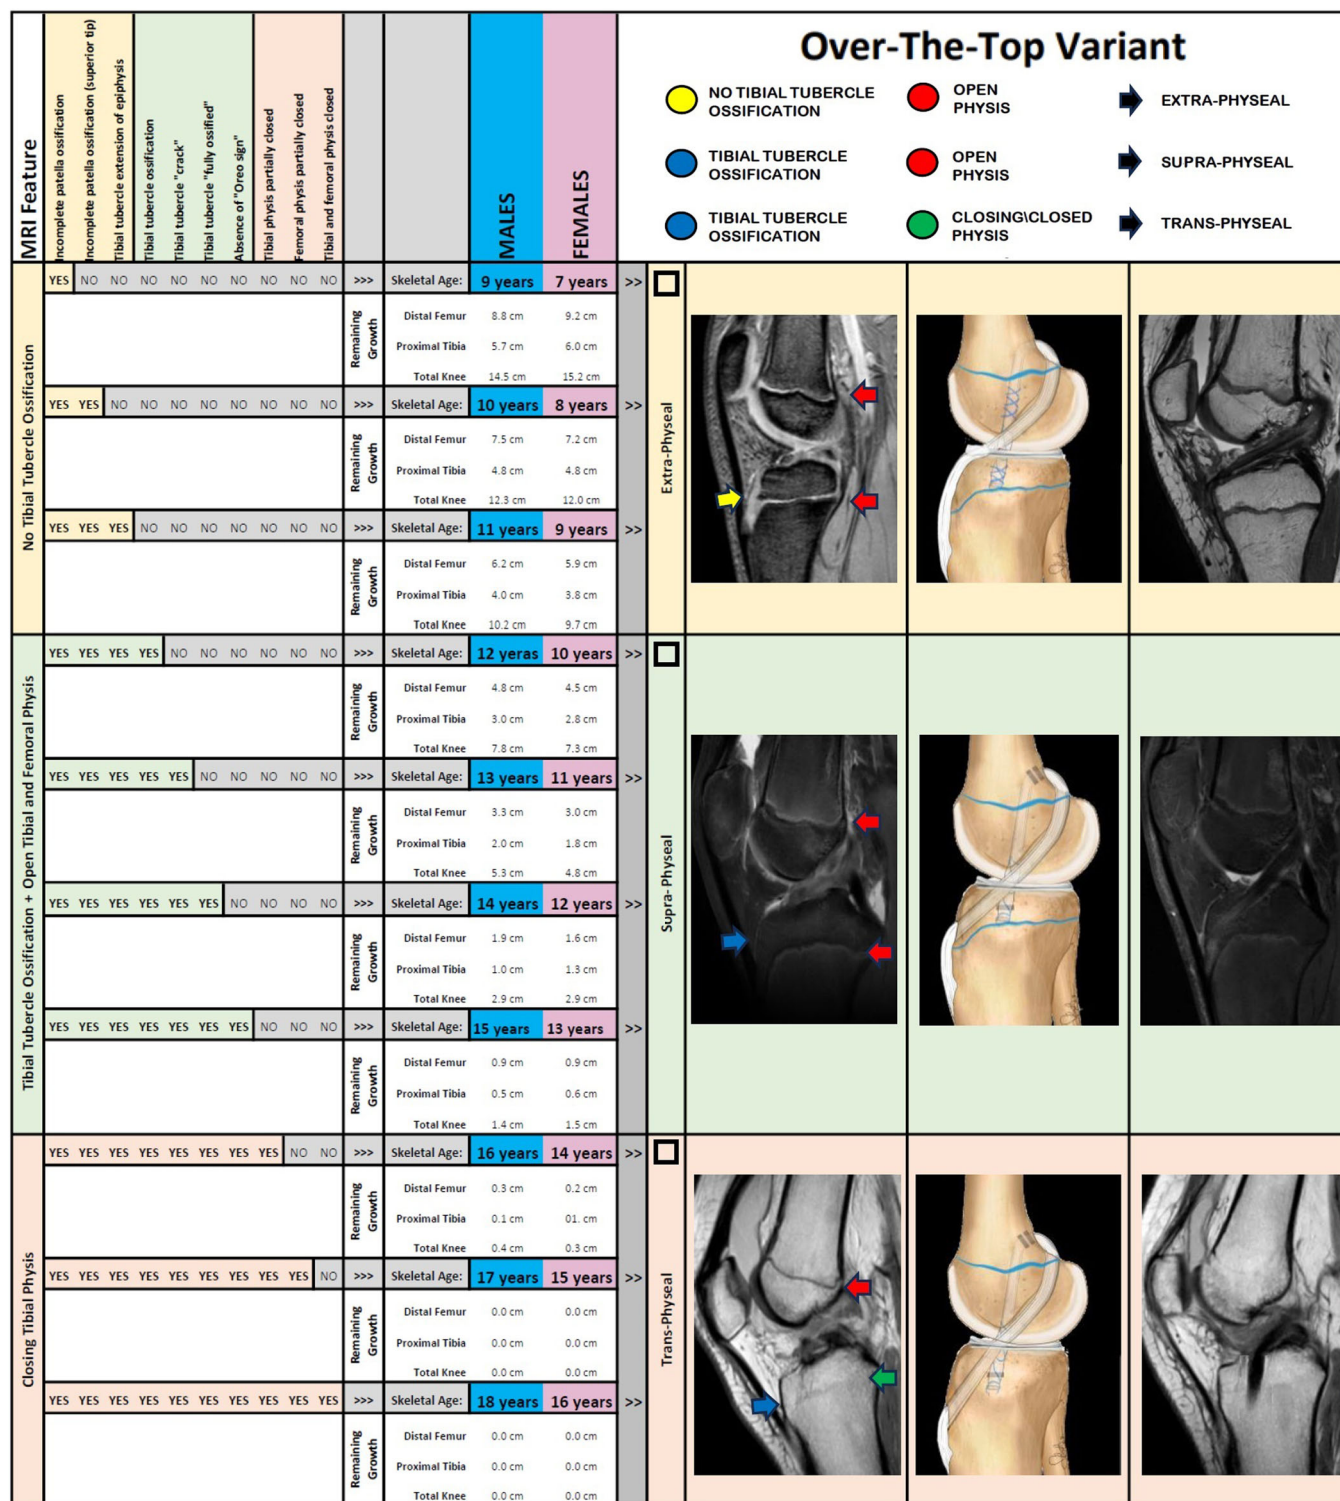 MRI Feature
Incomplete patella ossification
Incomplete patella ossification (superior tip)
Tibial tubercle extension of epiphysis
Tibial tubercle ossification
Tibial tubercle "crack"
Tibial tubercle "fully ossified"
Absence of "Oreo sign"
Tibial physis partially closed
Femoral physis partially closed
Tibial and femoral physis closed
MALES
FEMALES
Over-The-Top Variant
NO TIBIAL TUBERCLE OSSIFICATION
OPEN PHYSIS
EXTRA-PHYSEAL
TIBIAL TUBERCLE OSSIFICATION
OPEN PHYSIS
SUPRA-PHYSEAL
TIBIAL TUBERCLE OSSIFICATION
CLOSING\CLOSED PHYSIS
TRANS-PHYSEAL
No Tibial Tubercle Ossification
YES NO NO NO NO NO NO NO NO NO >>> Skeletal Age: 9 years 7 years >>
Remaining Growth
Distal Femur 8.8 cm 9.2 cm
Proximal Tibia 5.7 cm 6.0 cm
Total Knee 14.5 cm 15.2 cm
YES YES NO NO NO NO NO NO NO NO >>> Skeletal Age: 10 years 8 years >>
Remaining Growth
Distal Femur 7.5 cm 7.2 cm
Proximal Tibia 4.8 cm 4.8 cm
Total Knee 12.3 cm 12.0 cm
YES YES YES NO NO NO NO NO NO NO >>> Skeletal Age: 11 years 9 years >>
Remaining Growth
Distal Femur 6.2 cm 5.9 cm
Proximal Tibia 4.0 cm 3.8 cm
Total Knee 10.2 cm 9.7 cm
Extra-Physeal
Tibial Tubercle Ossification + Open Tibial and Femoral Physis
YES YES YES YES NO NO NO NO NO NO >>> Skeletal Age: 12 yeras 10 years >>
Remaining Growth
Distal Femur 4.8 cm 4.5 cm
Proximal Tibia 3.0 cm 2.8 cm
Total Knee 7.8 cm 7.3 cm
YES YES YES YES YES NO NO NO NO NO >>> Skeletal Age: 13 years 11 years >>
Remaining Growth
Distal Femur 3.3 cm 3.0 cm
Proximal Tibia 2.0 cm 1.8 cm
Total Knee 5.3 cm 4.8 cm
YES YES YES YES YES YES NO NO NO NO >>> Skeletal Age: 14 years 12 years >>
Remaining Growth
Distal Femur 1.9 cm 1.6 cm
Proximal Tibia 1.0 cm 1.3 cm
Total Knee 2.9 cm 2.9 cm
YES YES YES YES YES YES YES NO NO NO >>> Skeletal Age: 15 years 13 years >>
Remaining Growth
Distal Femur 0.9 cm 0.9 cm
Proximal Tibia 0.5 cm 0.6 cm
Total Knee 1.4 cm 1.5 cm
Supra- Physeal
Closing Tibial Physis
YES YES YES YES YES YES YES YES NO NO >>> Skeletal Age: 16 years 14 years >>
Remaining Growth
Distal Femur 0.3 cm 0.2 cm
Proximal Tibia 0.1 cm 01. cm
Total Knee 0.4 cm 0.3 cm
YES YES YES YES YES YES YES YES YES NO >>> Skeletal Age: 17 years 15 years >>
Remaining Growth
Distal Femur 0.0 cm 0.0 cm
Proximal Tibia 0.0 cm 0.0 cm
Total Knee 0.0 cm 0.0 cm
YES YES YES YES YES YES YES YES YES YES >>> Skeletal Age: 18 years 16 years >>
Remaining Growth
Distal Femur 0.0 cm 0.0 cm
Proximal Tibia 0.0 cm 0.0 cm
Total Knee 0.0 cm 0.0 cm
Trans-Physeal